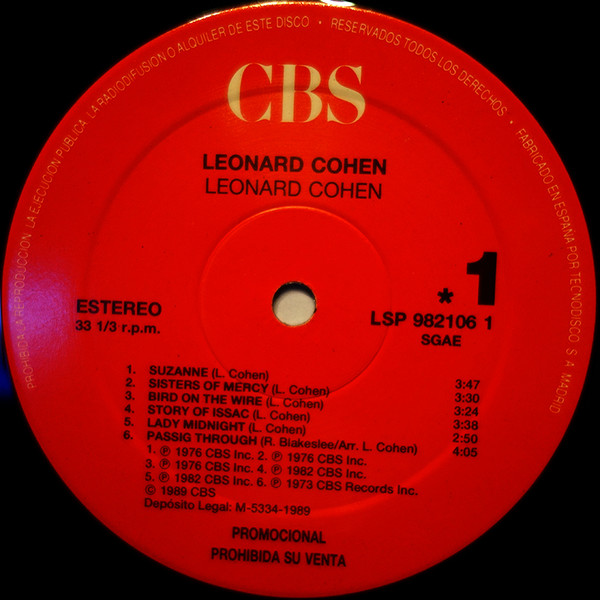 PROHIBIDA LA REPRODUCCION, LA EJECUCION PUBLICA, LA RADIODIFUSION O ALQUILER DE ESTE DISCO • RESERVADOS TODOS LOS DERECHOS • FABRICADO EN ESPAÑA POR TECNODISCO S. A. MADRID
CBS
LEONARD COHEN
LEONARD COHEN
ESTEREO
33 1/3 r.p.m.
* 1
LSP 982106 1
SGAE
1. SUZANNE (L. Cohen) 3:47
2. SISTERS OF MERCY (L. Cohen) 3:30
3. BIRD ON THE WIRE (L. Cohen) 3:24
4. STORY OF ISSAC (L. Cohen) 3:38
5. LADY MIDNIGHT (L. Cohen) 2:50
6. PASSIG THROUGH (R. Blakeslee/Arr. L. Cohen) 4:05
1. ℗ 1976 CBS Inc. 2. ℗ 1976 CBS Inc.
3. ℗ 1976 CBS Inc. 4. ℗ 1982 CBS Inc.
5. ℗ 1982 CBS Inc. 6. ℗ 1973 CBS Records Inc.
© 1989 CBS
Depósito Legal: M-5334-1989
PROMOCIONAL
PROHIBIDA SU VENTA